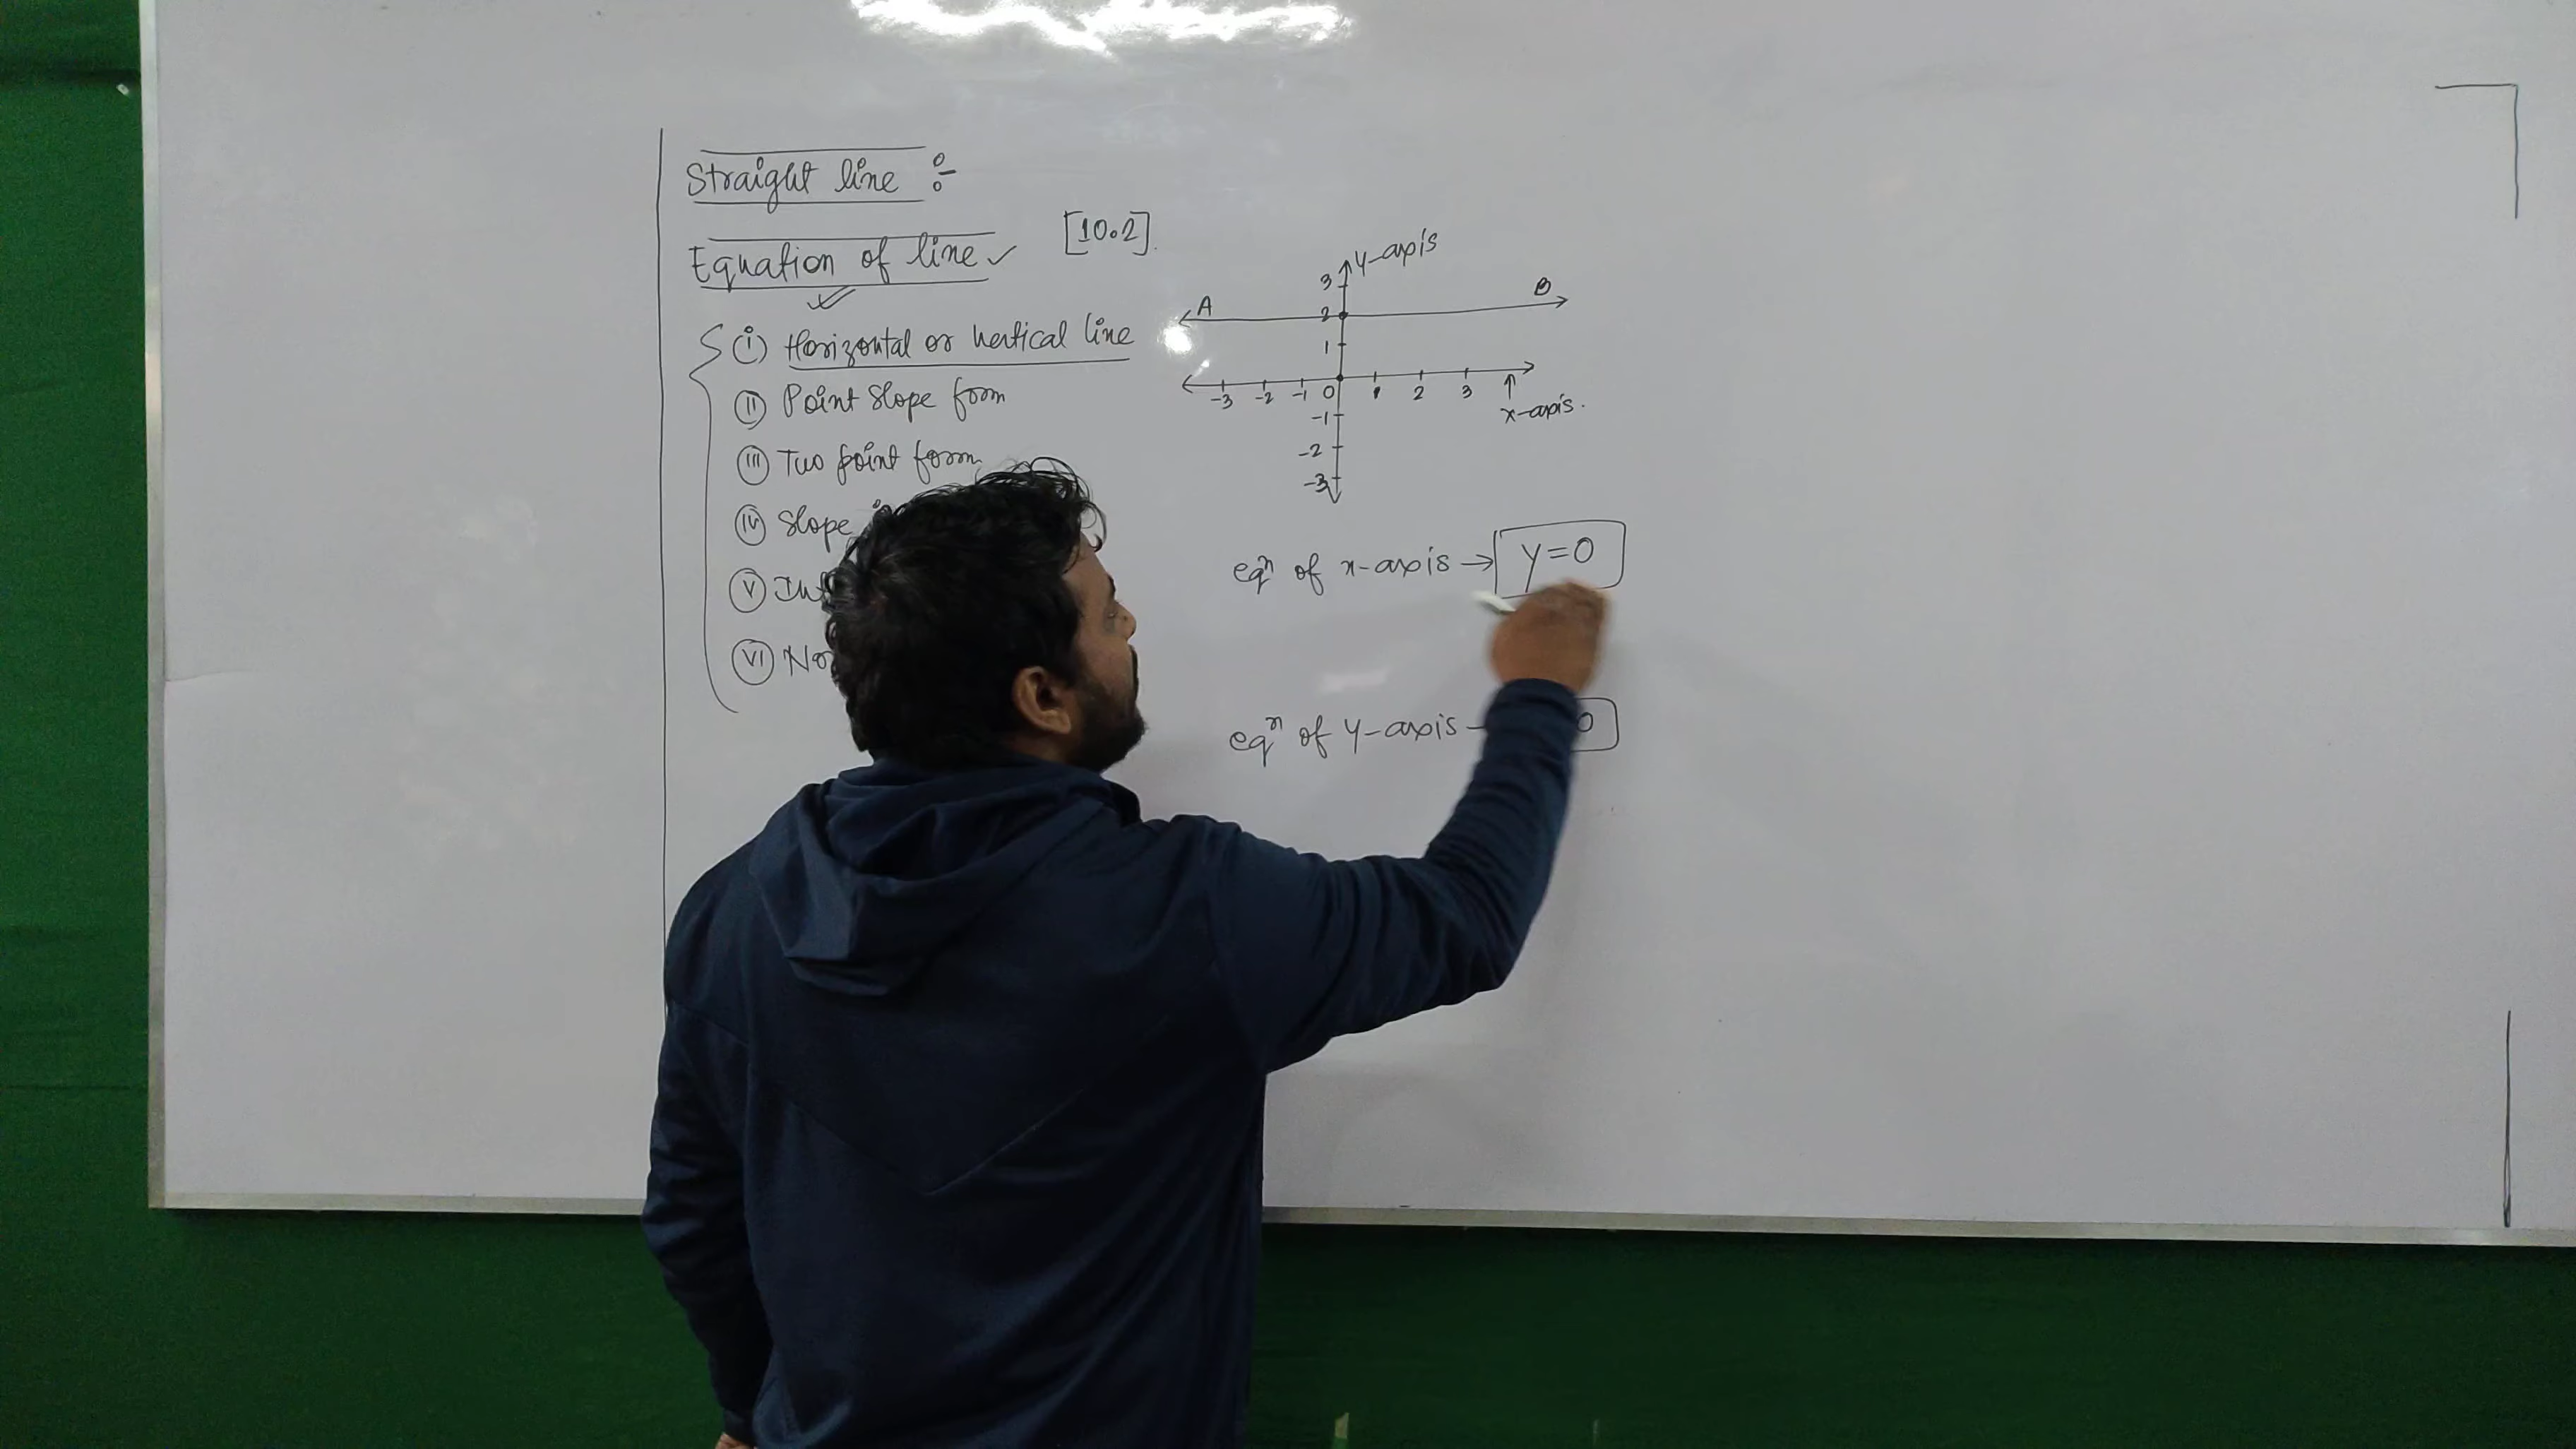 Straight line :-
Equation of line ✓ [10.2]
(i) Horizontal or vertical line
(ii) Point slope form
(iii) Two point form
(iv) Slope
(v)
(vi)
y-axis
3
A B
2
1
-3 -2 -1 0 1 2 3
x-axis.
-1
-2
-3
eqn of x-axis → y=0
eqn of y-axis → 0